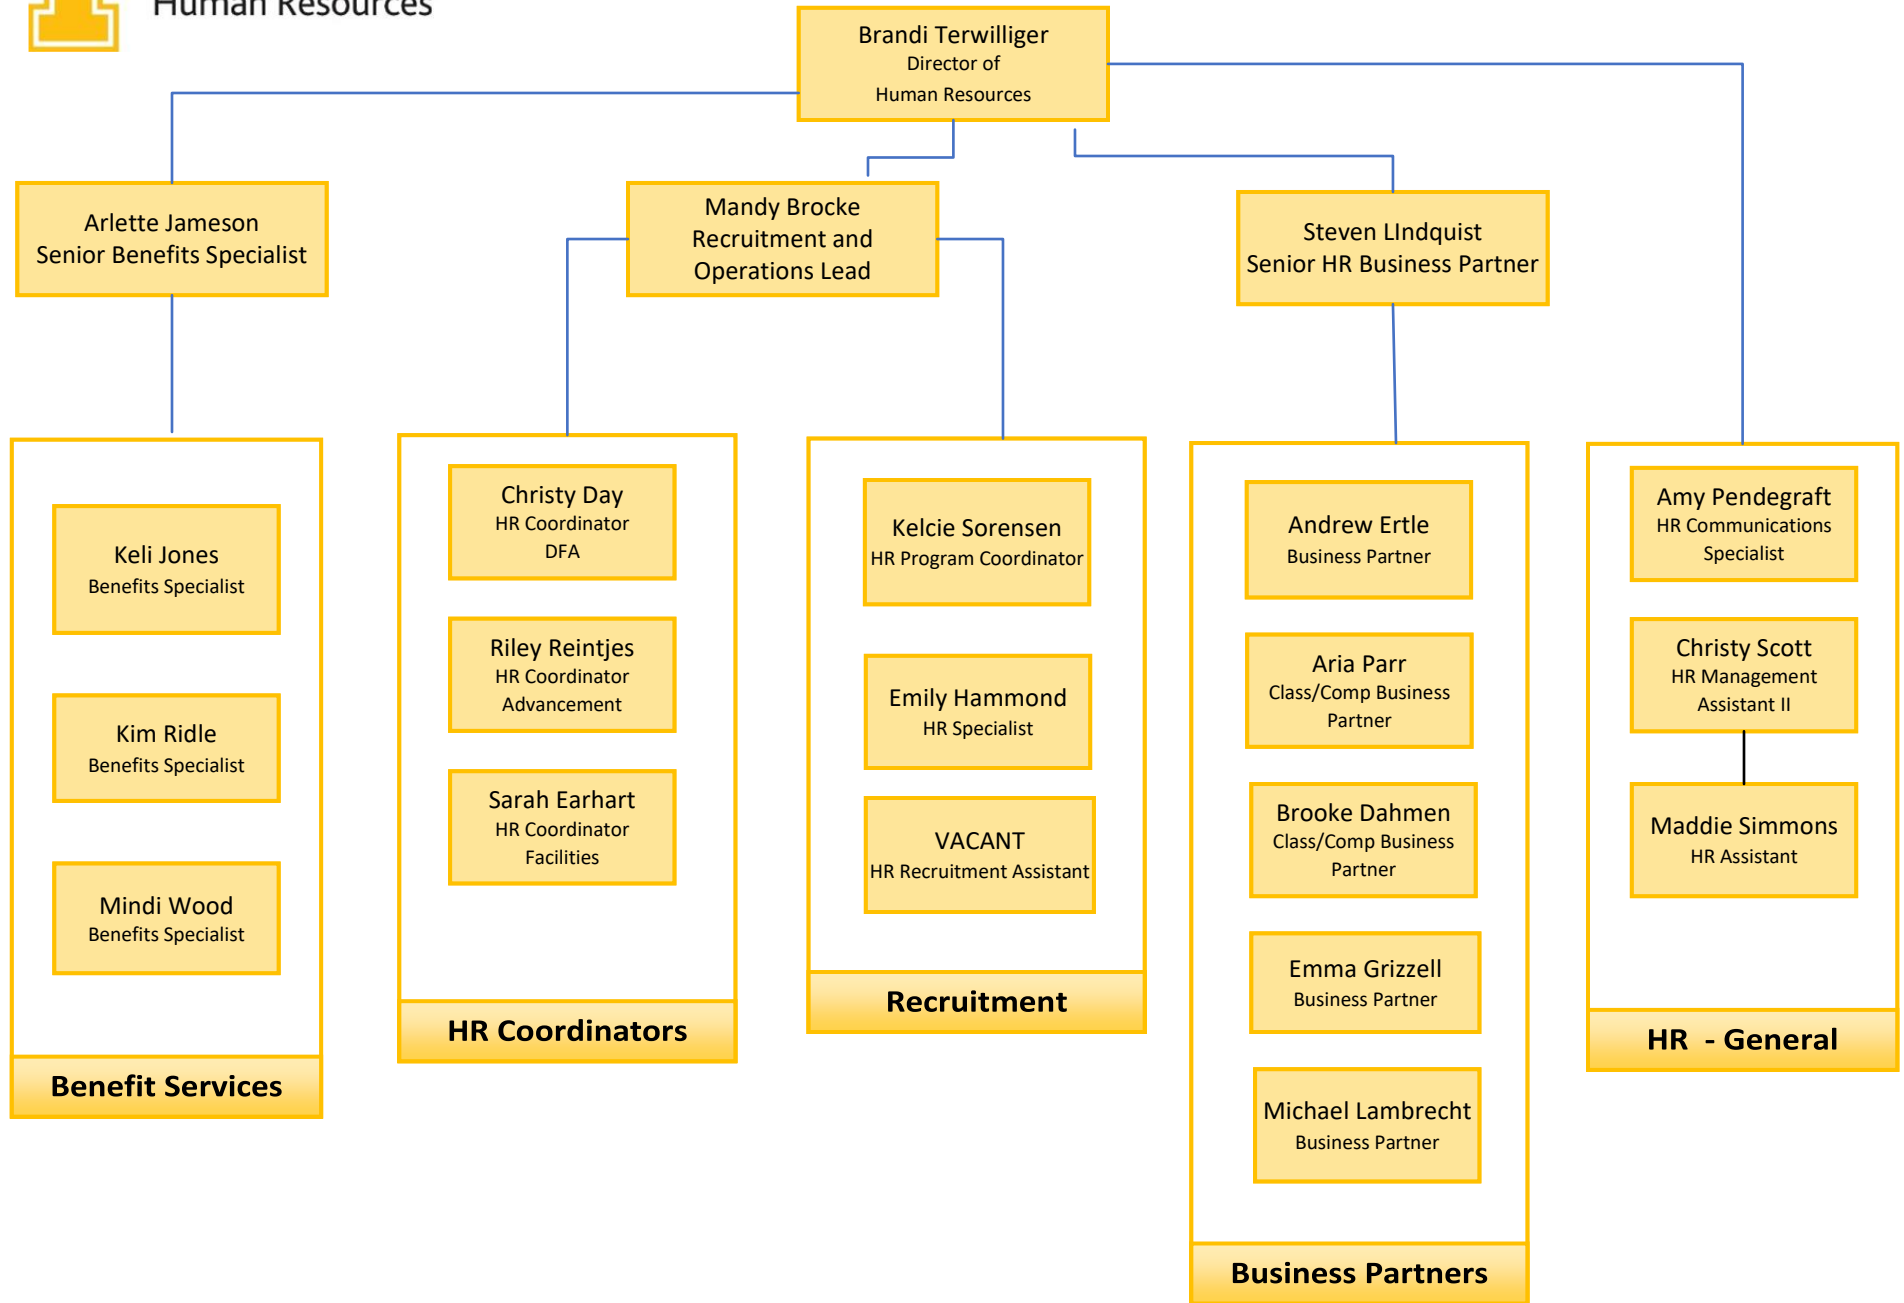 Human Resources
Brandi Terwilliger
Director of
Human Resources
Arlette Jameson
Senior Benefits Specialist
Mandy Brocke
Recruitment and
Operations Lead
Steven LIndquist
Senior HR Business Partner
Keli Jones
Benefits Specialist
Kim Ridle
Benefits Specialist
Mindi Wood
Benefits Specialist
Benefit Services
Christy Day
HR Coordinator
DFA
Riley Reintjes
HR Coordinator
Advancement
Sarah Earhart
HR Coordinator
Facilities
HR Coordinators
Kelcie Sorensen
HR Program Coordinator
Emily Hammond
HR Specialist
VACANT
HR Recruitment Assistant
Recruitment
Andrew Ertle
Business Partner
Aria Parr
Class/Comp Business
Partner
Brooke Dahmen
Class/Comp Business
Partner
Emma Grizzell
Business Partner
Michael Lambrecht
Business Partner
Business Partners
Amy Pendegraft
HR Communications
Specialist
Christy Scott
HR Management
Assistant II
Maddie Simmons
HR Assistant
HR  - General